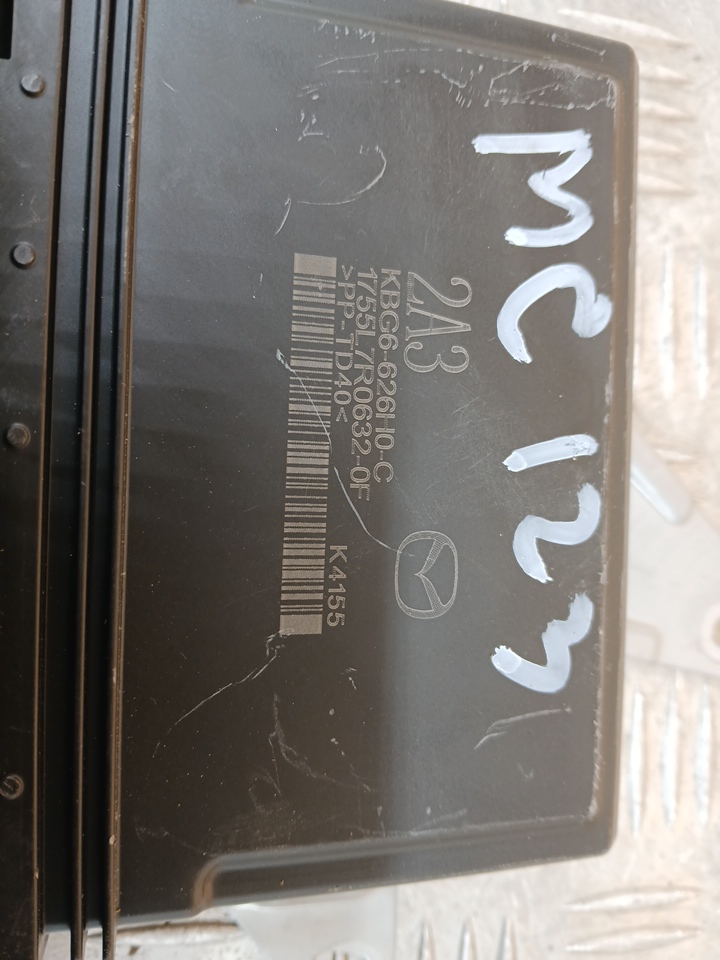 MC 123
2A3
KBG6-626H0-C
1755L7R0632-0F
>PP-TD40<
K4155